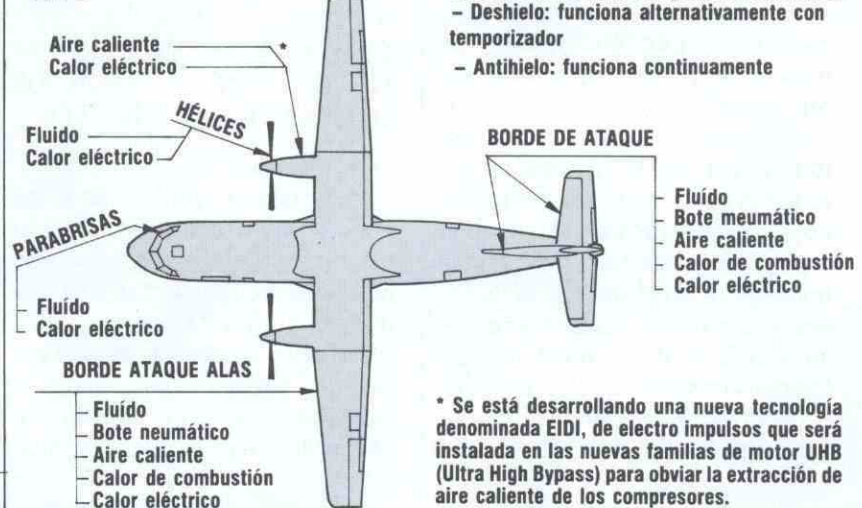 – Deshielo: funciona alternativamente con
temporizador
– Antihielo: funciona continuamente
Aire caliente
*
Calor eléctrico
HÉLICES
Fluido
Calor eléctrico
PARABRISAS
Fluído
Calor eléctrico
BORDE DE ATAQUE
Fluído
Bote meumático
Aire caliente
Calor de combustión
Calor eléctrico
BORDE ATAQUE ALAS
Fluído
Bote neumático
Aire caliente
Calor de combustión
Calor eléctrico
* Se está desarrollando una nueva tecnología
denominada EIDI, de electro impulsos que será
instalada en las nuevas familias de motor UHB
(Ultra High Bypass) para obviar la extracción de
aire caliente de los compresores.